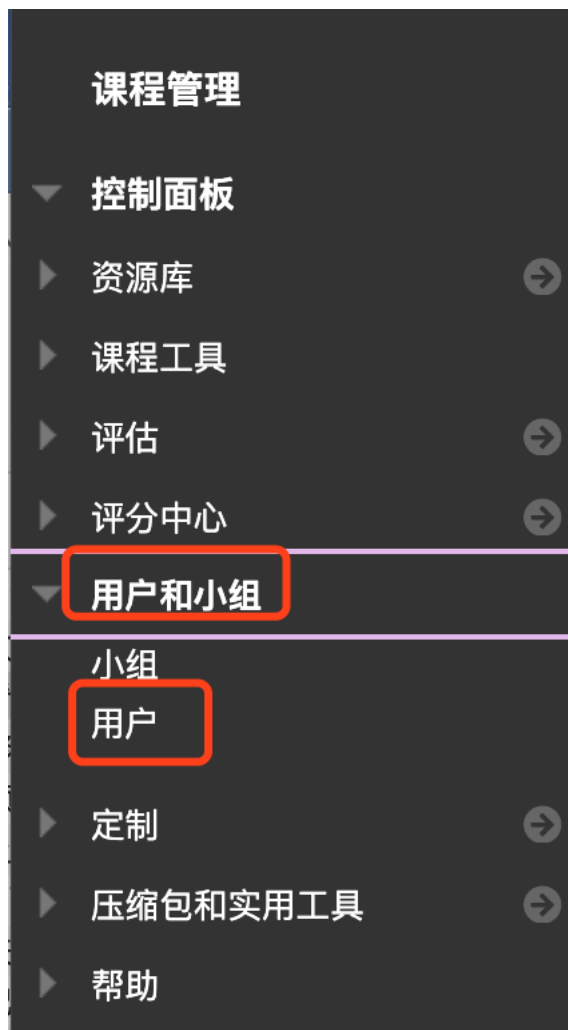 课程管理
控制面板
资源库
课程工具
评估
评分中心
用户和小组
小组
用户
定制
压缩包和实用工具
帮助